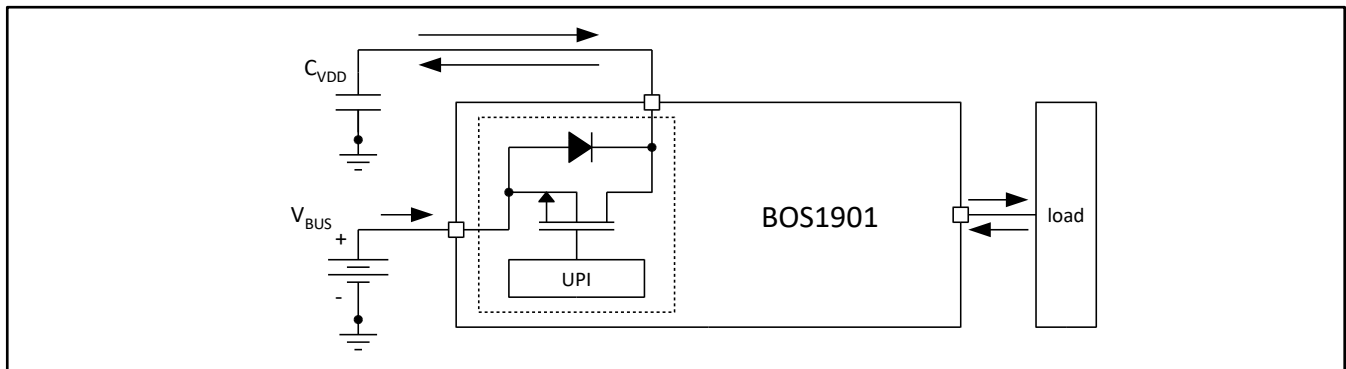 C_VDD
V_BUS
+
-
UPI
BOS1901
load